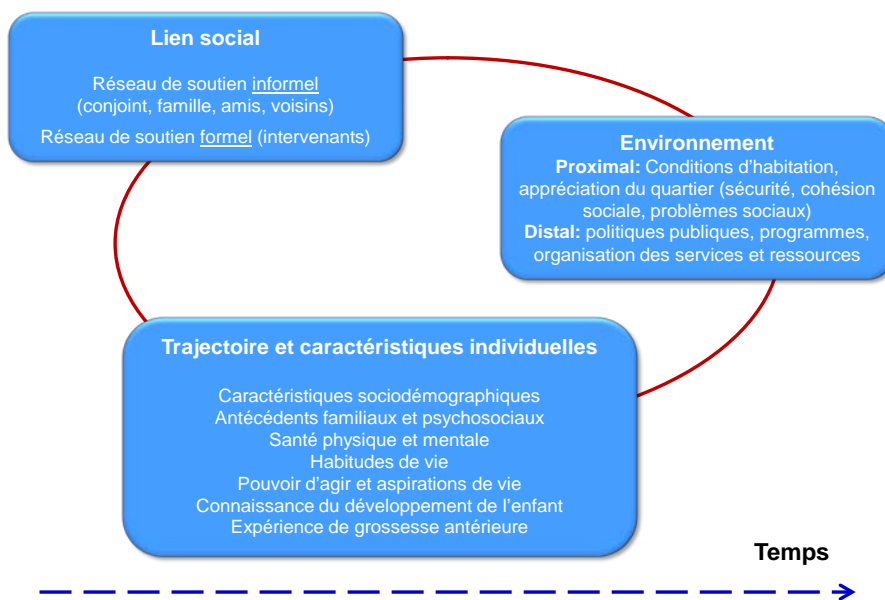 Lien social
Réseau de soutien informel
(conjoint, famille, amis, voisins)
Réseau de soutien formel (intervenants)
Environnement
Proximal: Conditions d'habitation,
appréciation du quartier (sécurité, cohésion
sociale, problèmes sociaux)
Distal: politiques publiques, programmes,
organisation des services et ressources
Trajectoire et caractéristiques individuelles
Caractéristiques sociodémographiques
Antécédents familiaux et psychosociaux
Santé physique et mentale
Habitudes de vie
Pouvoir d'agir et aspirations de vie
Connaissance du développement de l'enfant
Expérience de grossesse antérieure
Temps